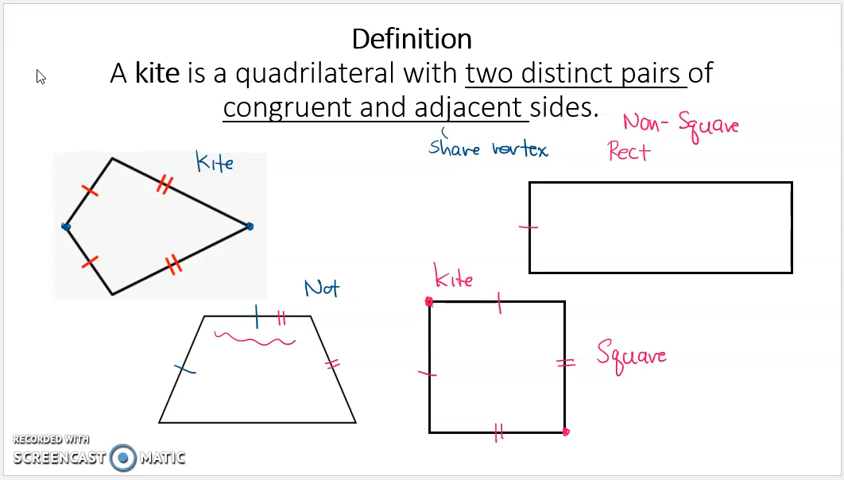 Definition
A kite is a quadrilateral with two distinct pairs of
congruent and adjacent sides.
Non-Square
Rect
share vertex
Kite
Not
Kite
Square
RECORDED WITH
SCREENCAST MATIC